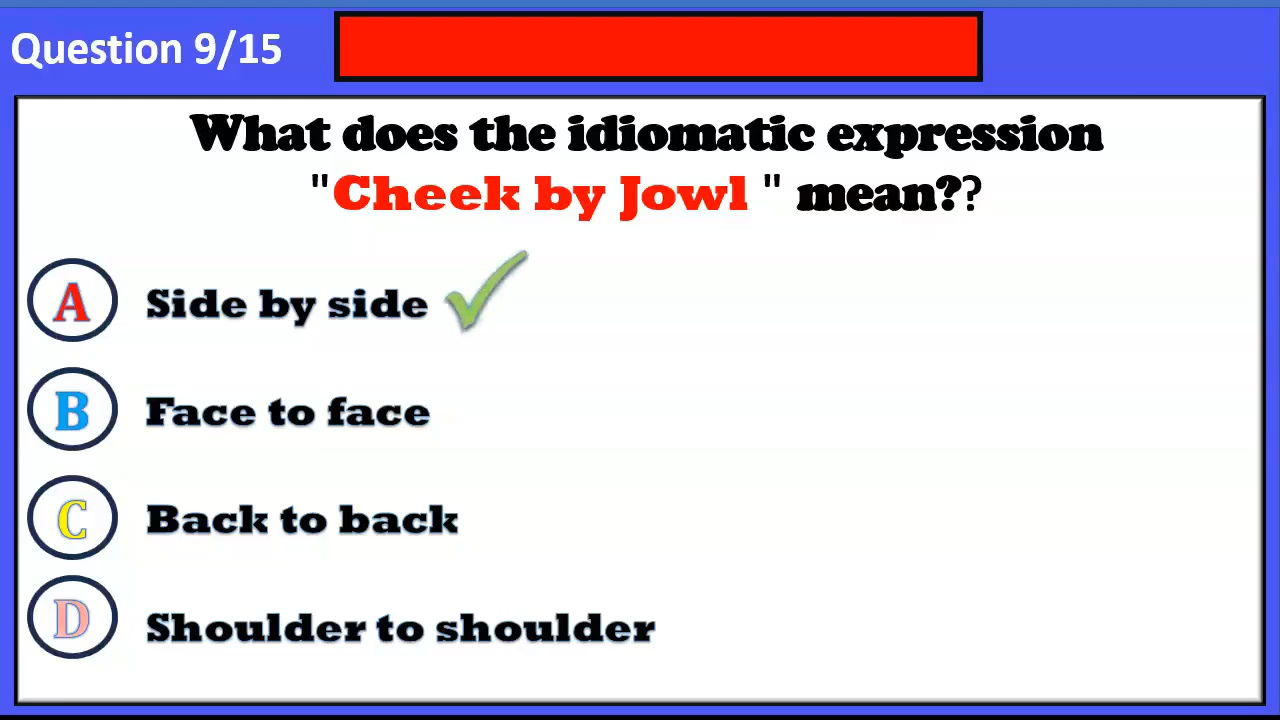 Question 9/15
What does the idiomatic expression
"Cheek by Jowl " mean??
A Side by side
B Face to face
C Back to back
D Shoulder to shoulder